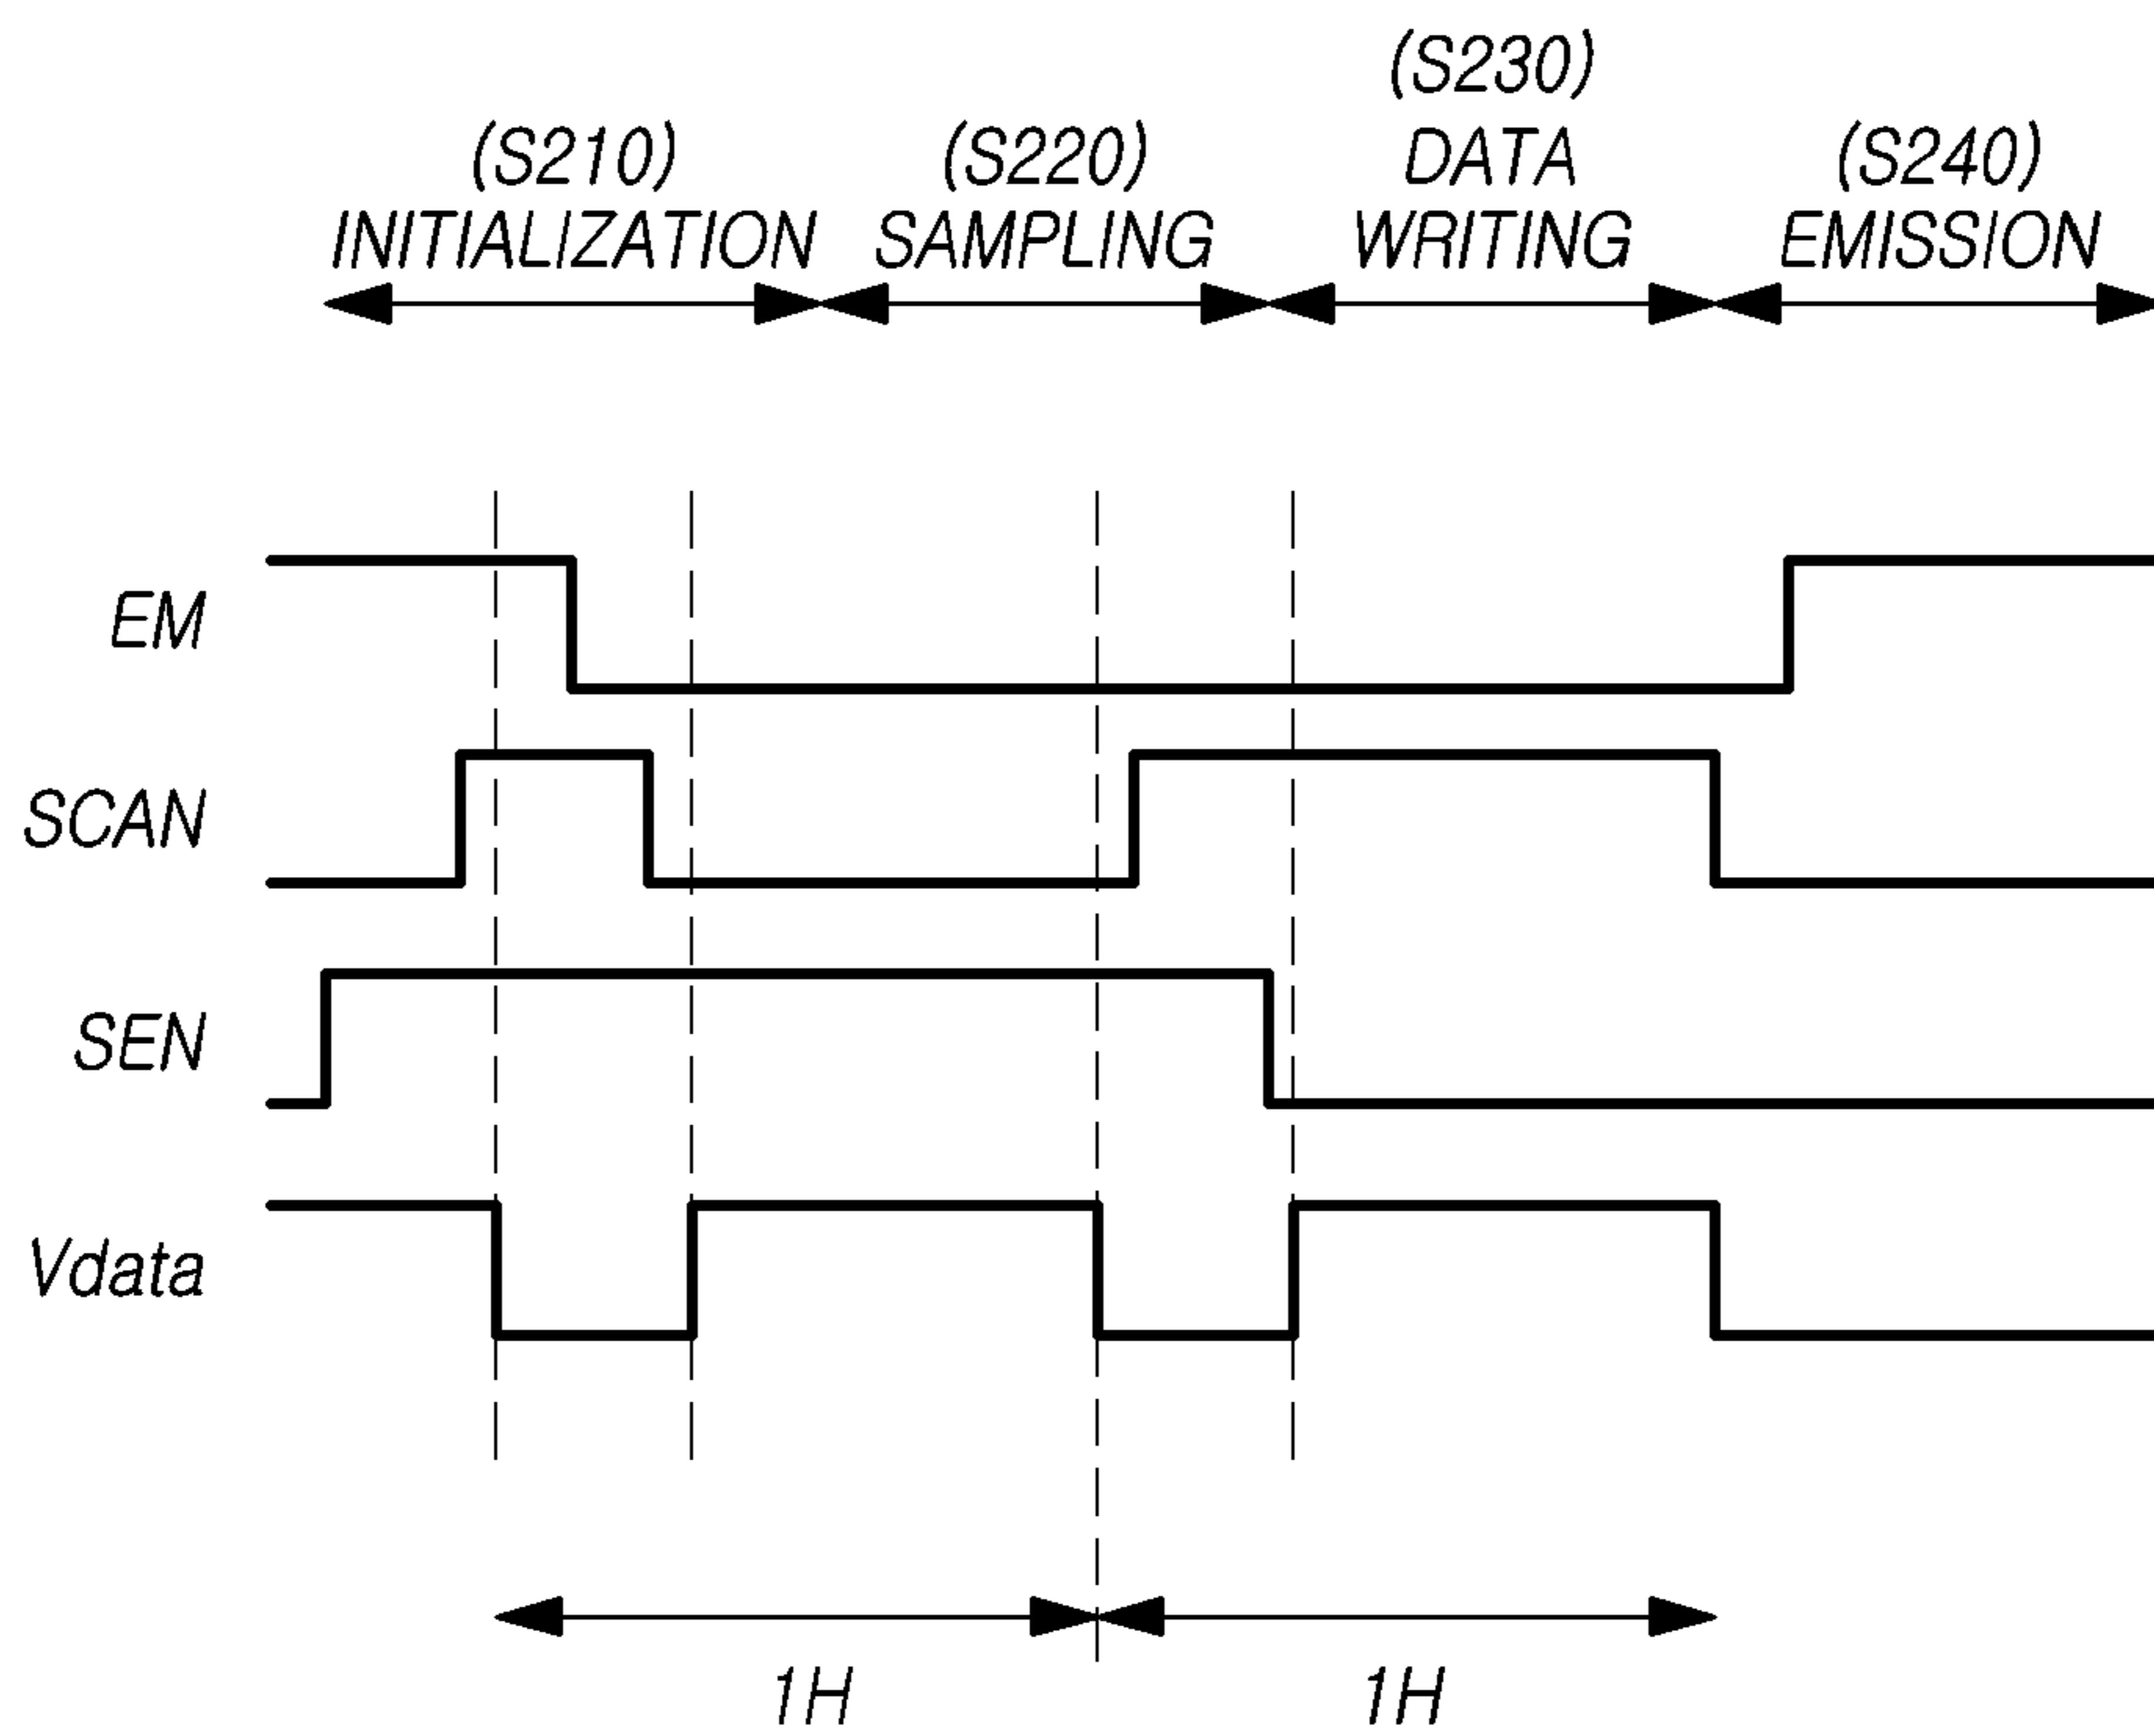 (S210)
INITIALIZATION
(S220)
SAMPLING
(S230)
DATA
WRITING
(S240)
EMISSION
EM
SCAN
SEN
Vdata
1H
1H